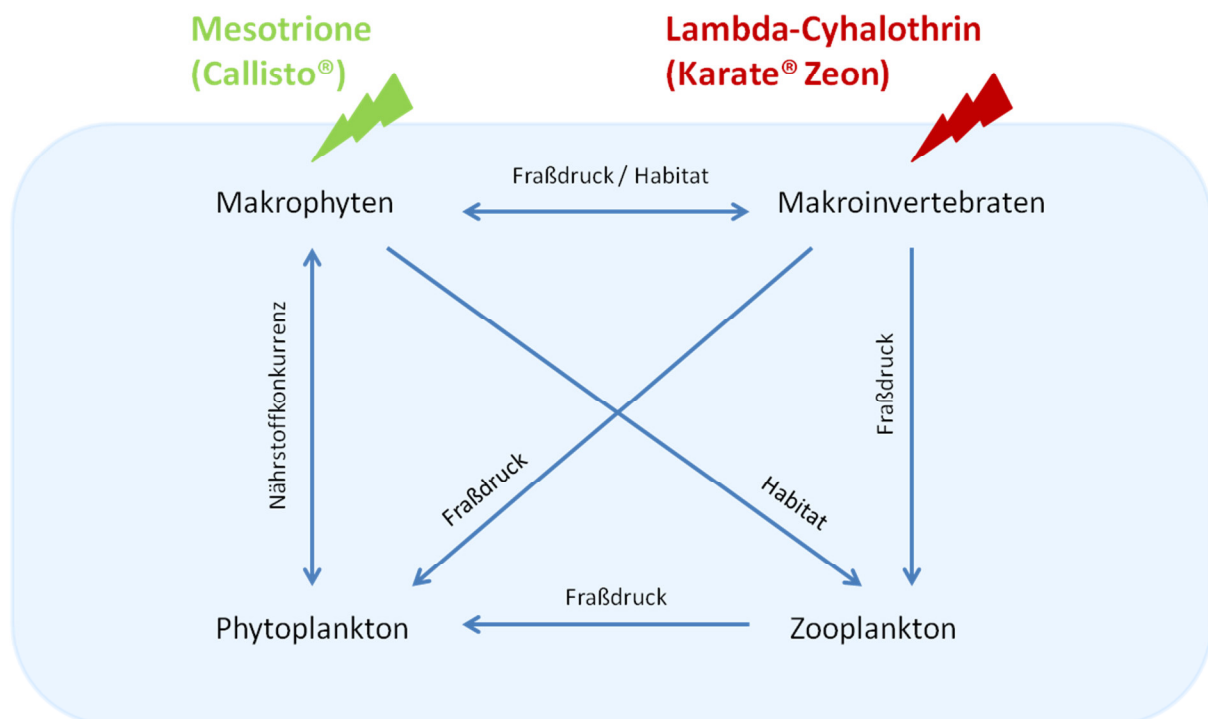 Mesotrione
(Callisto®)
Lambda-Cyhalothrin
(Karate® Zeon)
Fraßdruck / Habitat
Makrophyten
Makroinvertebraten
Nährstoffkonkurrenz
Fraßdruck
Habitat
Fraßdruck
Fraßdruck
Phytoplankton
Zooplankton